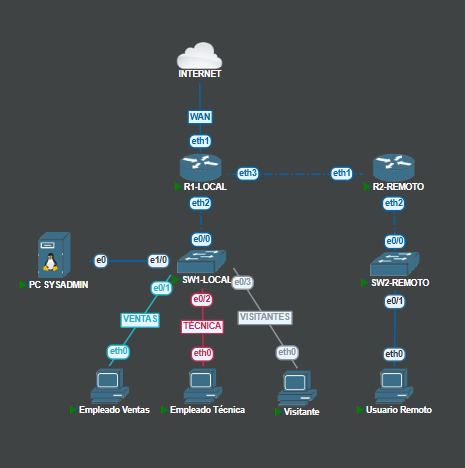 INTERNET
WAN
eth1
R1-LOCAL
eth3
eth1
R2-REMOTO
eth2
eth2
e0/0
e0/0
PC SYSADMIN
e0
e1/0
SW1-LOCAL
SW2-REMOTO
e0/1
e0/2
e0/3
e0/1
VENTAS
TÉCNICA
VISITANTES
eth0
eth0
eth0
eth0
Empleado Ventas
Empleado Técnica
Visitante
Usuario Remoto